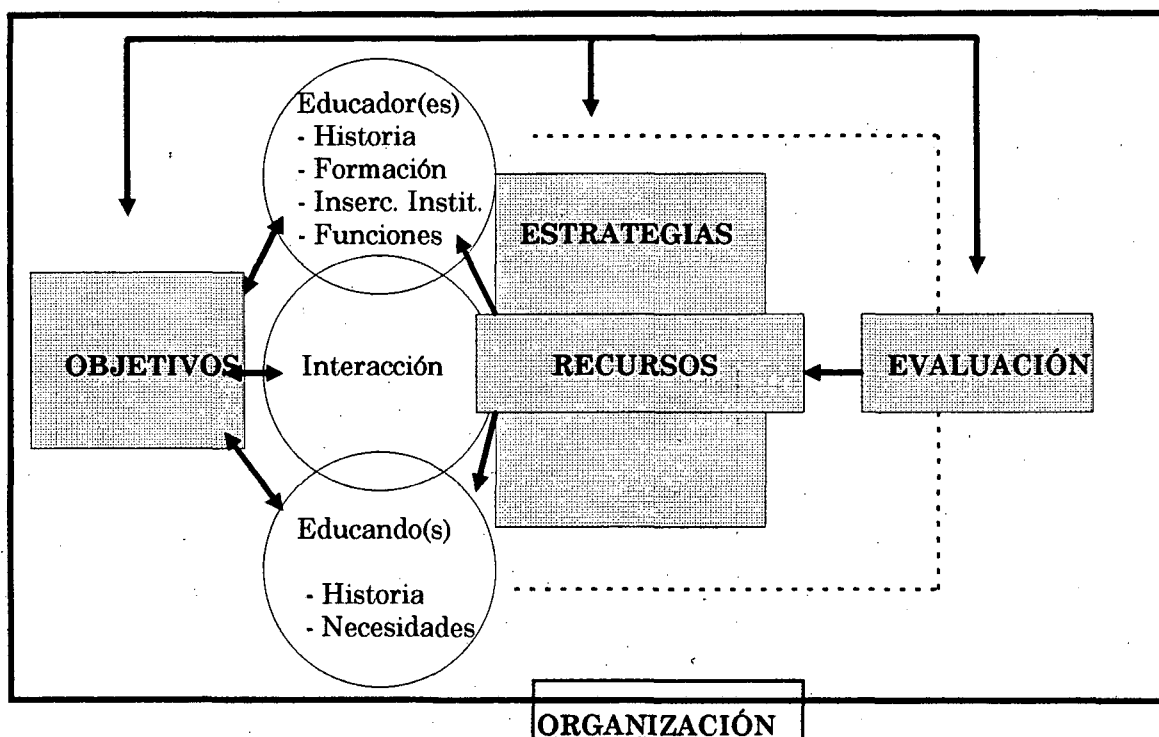 Educador(es)
- Historia
- Formación
- Inserc. Instit.
- Funciones
ESTRATEGIAS
OBJETIVOS
Interacción
RECURSOS
EVALUACIÓN
Educando(s)
- Historia
- Necesidades
ORGANIZACIÓN